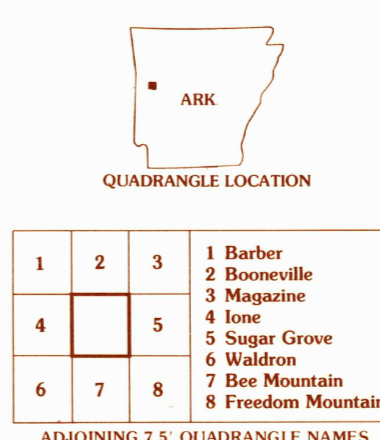 ARK
QUADRANGLE LOCATION
1 2 3
4 5
6 7 8
1 Barber
2 Booneville
3 Magazine
4 Ione
5 Sugar Grove
6 Waldron
7 Bee Mountain
8 Freedom Mountain
ADJOINING 7.5' QUADRANGLE NAMES